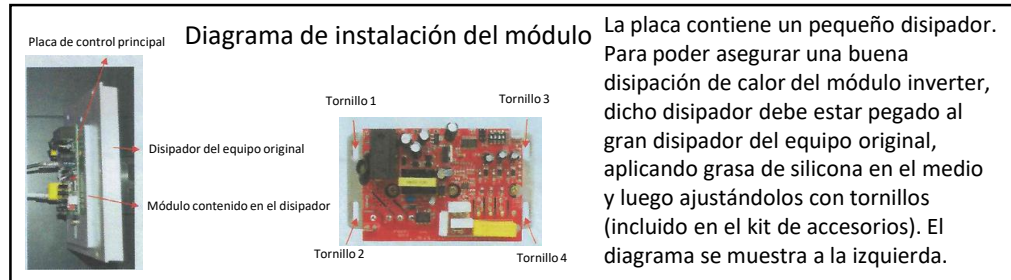 Placa de control principal
Diagrama de instalación del módulo
Tornillo 1
Tornillo 3
Disipador del equipo original
Módulo contenido en el disipador
Tornillo 2
Tornillo 4
La placa contiene un pequeño disipador.
Para poder asegurar una buena
disipación de calor del módulo inverter,
dicho disipador debe estar pegado al
gran disipador del equipo original,
aplicando grasa de silicona en el medio
y luego ajustándolos con tornillos
(incluido en el kit de accesorios). El
diagrama se muestra a la izquierda.